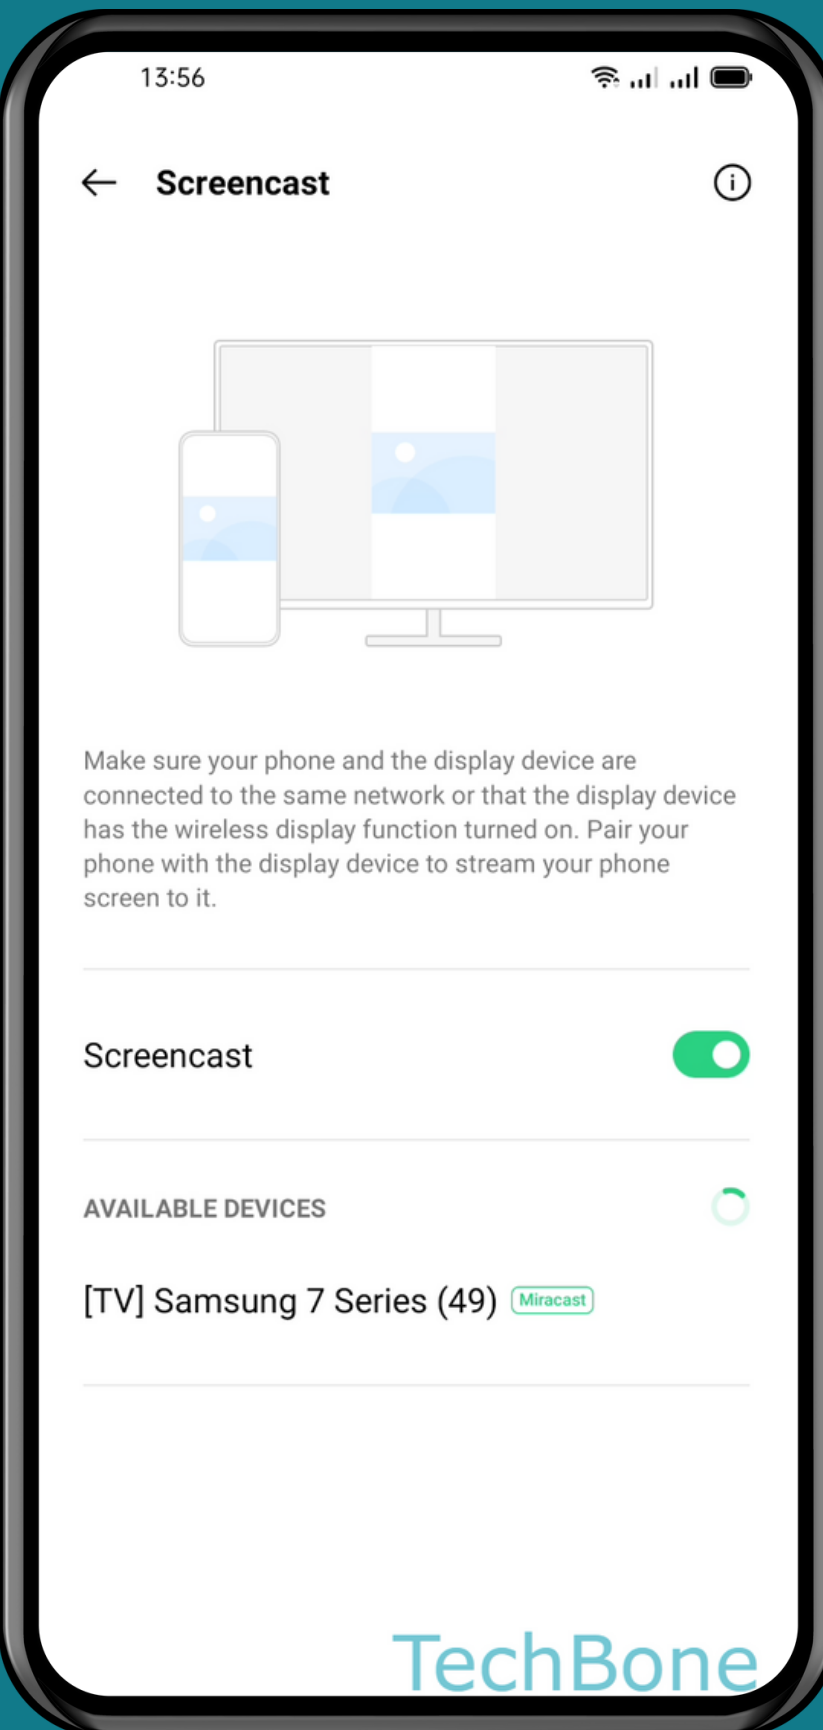 13:56
Screencast
Make sure your phone and the display device are
connected to the same network or that the display device
has the wireless display function turned on. Pair your
phone with the display device to stream your phone
screen to it.
Screencast
AVAILABLE DEVICES
[TV] Samsung 7 Series (49) Miracast
TechBone